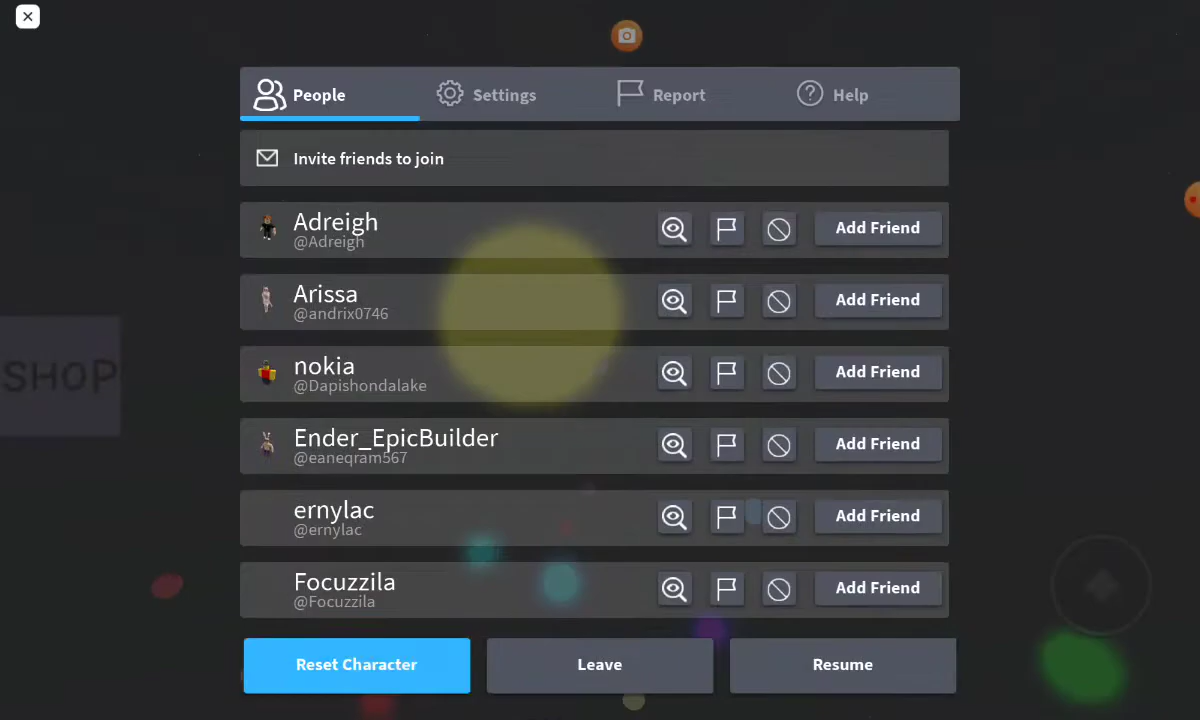 People
Settings
Report
Help
Invite friends to join
Adreigh
@Adreigh
Add Friend
Arissa
@andrix0746
Add Friend
nokia
@Dapishondalake
Add Friend
SHOP
Ender_EpicBuilder
@eaneqram567
Add Friend
ernylac
@ernylac
Add Friend
Focuzzila
@Focuzzila
Add Friend
Reset Character
Leave
Resume